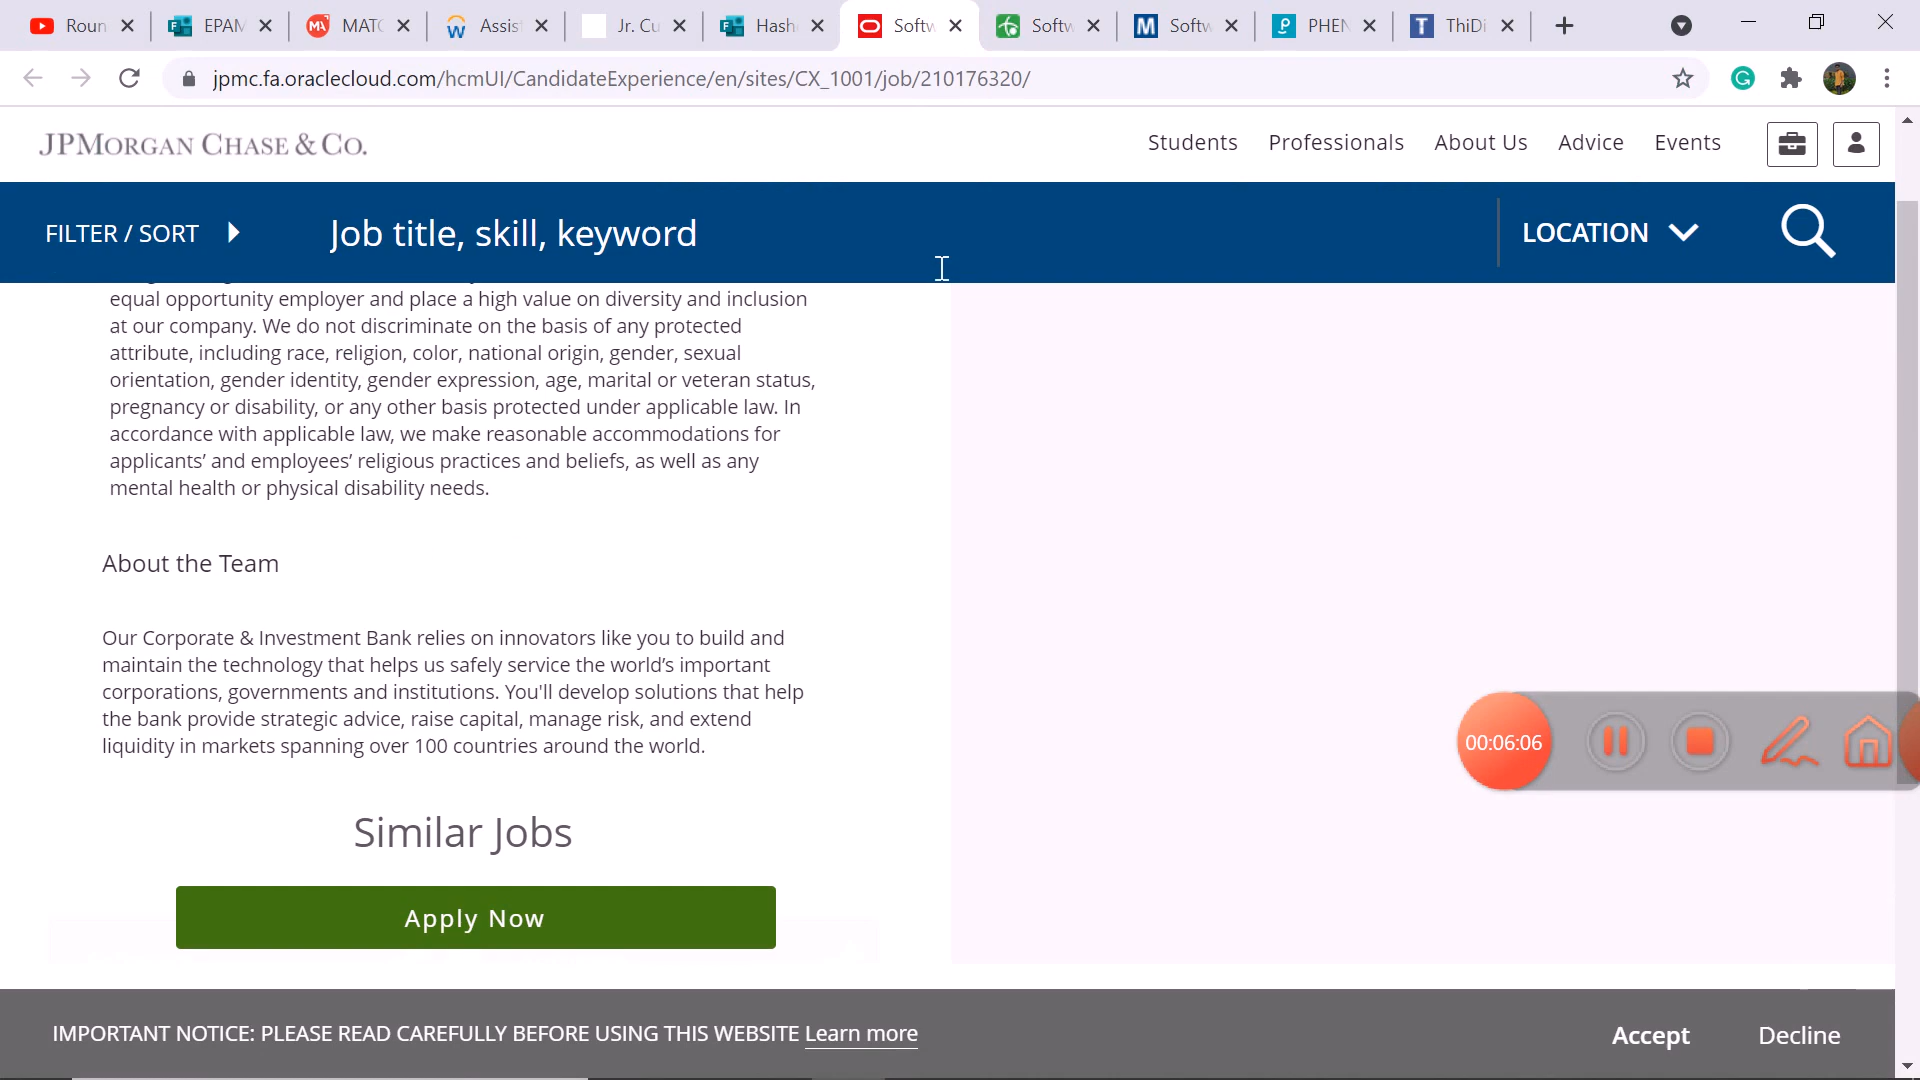 Roun
EPAM
MATC
Assis
Jr. Cu
Hash
Softw
Softw
Softw
PHEN
ThiDi
jpmc.fa.oraclecloud.com/hcmUI/CandidateExperience/en/sites/CX_1001/job/210176320/
JPMORGAN CHASE & CO.
Students
Professionals
About Us
Advice
Events
FILTER / SORT
Job title, skill, keyword
LOCATION
equal opportunity employer and place a high value on diversity and inclusion
at our company. We do not discriminate on the basis of any protected
attribute, including race, religion, color, national origin, gender, sexual
orientation, gender identity, gender expression, age, marital or veteran status,
pregnancy or disability, or any other basis protected under applicable law. In
accordance with applicable law, we make reasonable accommodations for
applicants’ and employees’ religious practices and beliefs, as well as any
mental health or physical disability needs.
About the Team
Our Corporate & Investment Bank relies on innovators like you to build and
maintain the technology that helps us safely service the world’s important
corporations, governments and institutions. You'll develop solutions that help
the bank provide strategic advice, raise capital, manage risk, and extend
liquidity in markets spanning over 100 countries around the world.
00:06:06
Similar Jobs
Apply Now
IMPORTANT NOTICE: PLEASE READ CAREFULLY BEFORE USING THIS WEBSITE Learn more
Accept
Decline